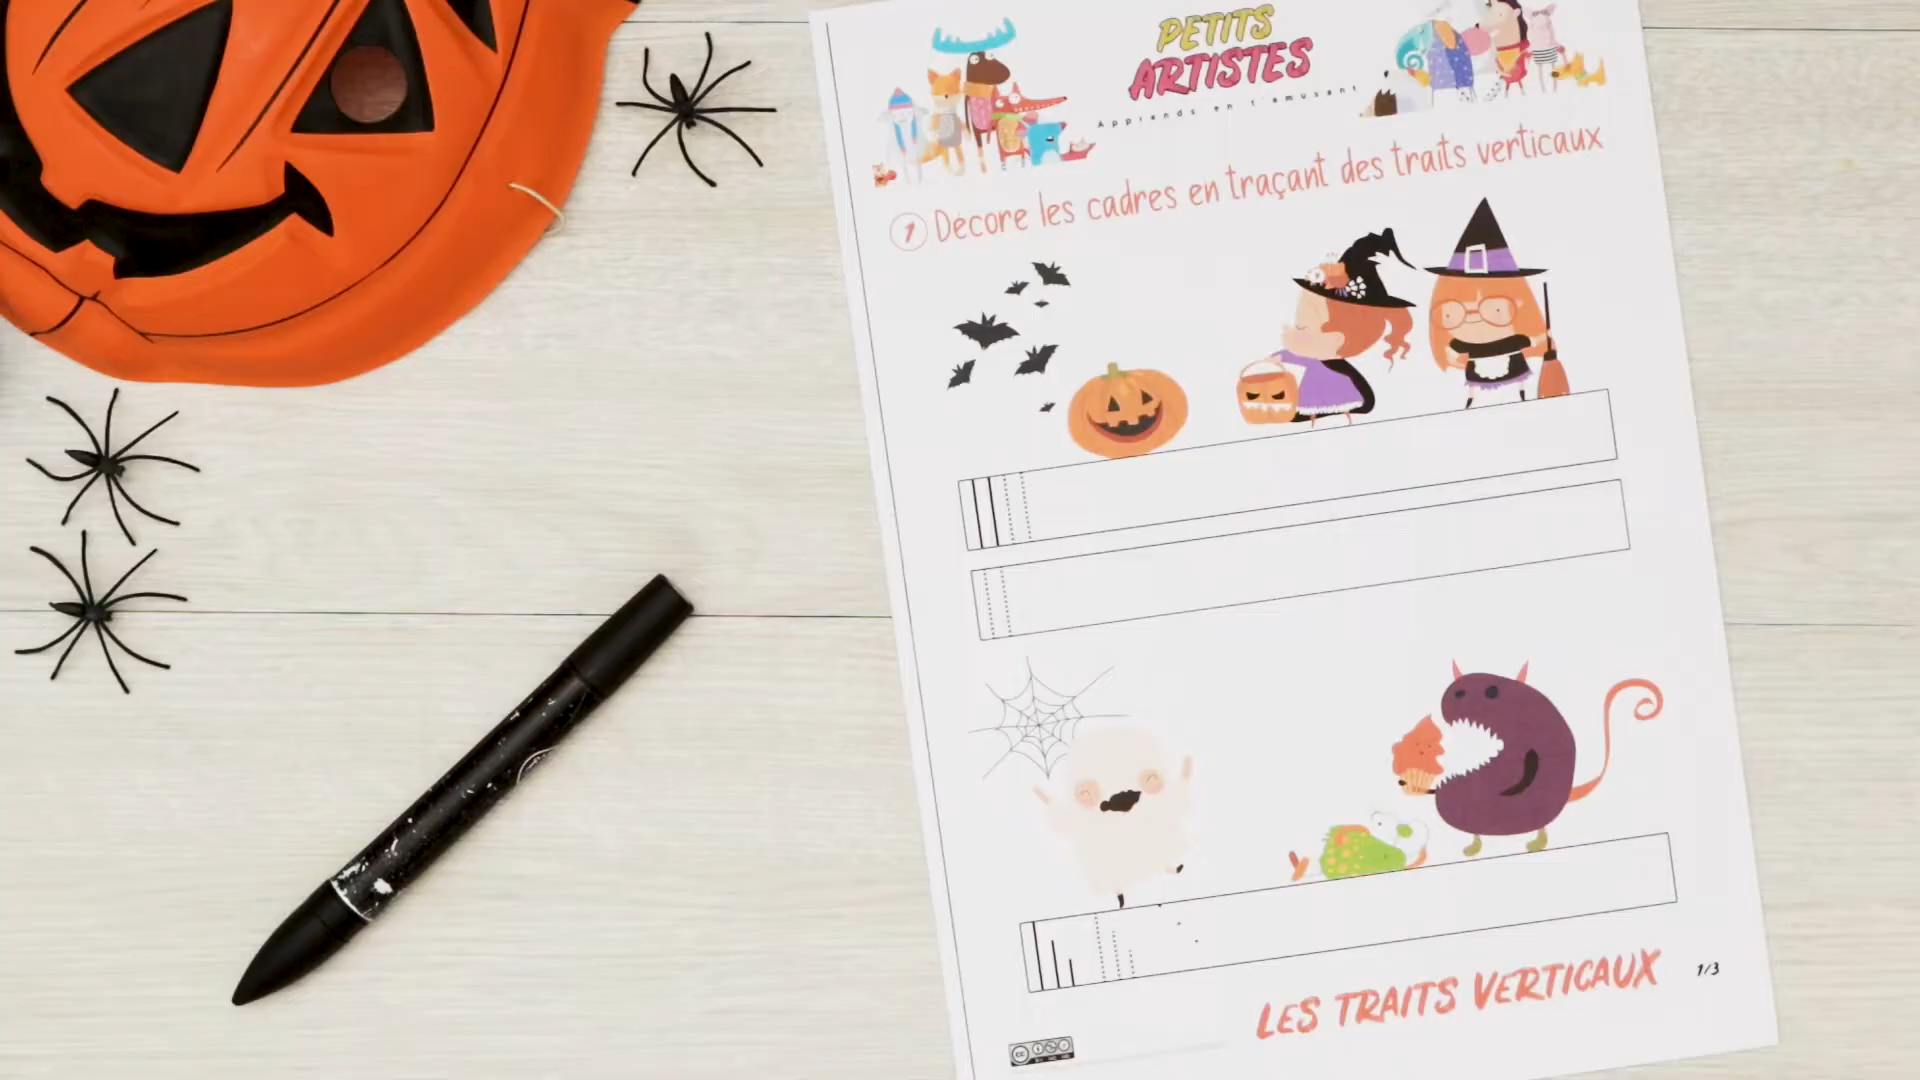 PETITS
ARTISTES
Apprends en t'amusant
1 Décore les cadres en traçant des traits verticaux
LES TRAITS VERTICAUX
1/3
cc